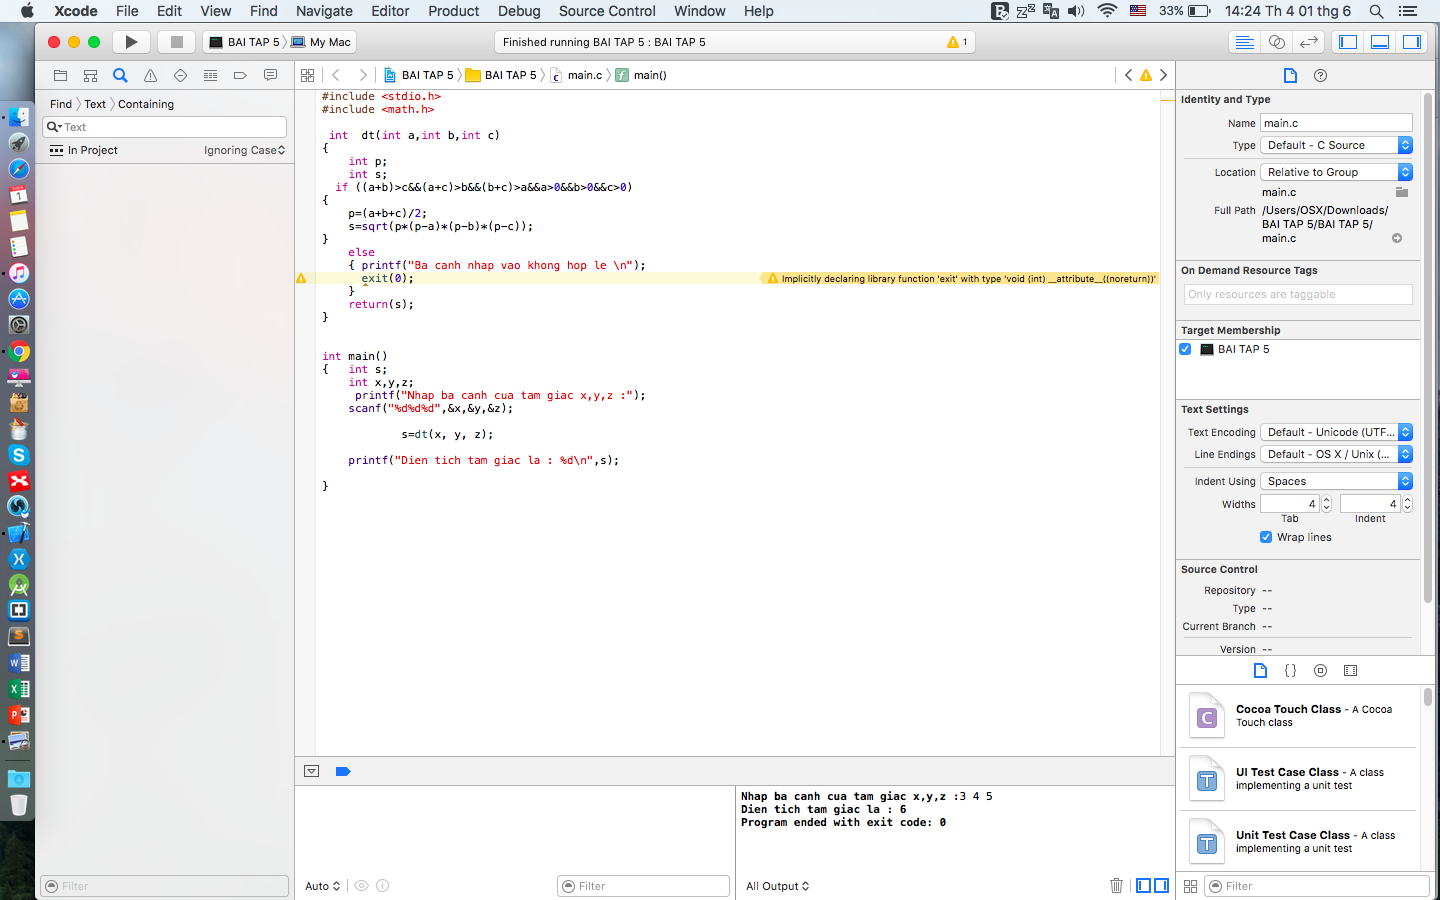 Xcode File Edit View Find Navigate Editor Product Debug Source Control Window Help 33% 14:24 Th 4 01 thg 6
BAI TAP 5 My Mac
Finished running BAI TAP 5 : BAI TAP 5
1
BAI TAP 5 BAI TAP 5 main.c main()
Find Text Containing
Text
In Project Ignoring Case
#include <stdio.h>
#include <math.h>
int dt(int a,int b,int c)
{
int p;
int s;
if ((a+b)>c&&(a+c)>b&&(b+c)>a&&a>0&&b>0&&c>0)
{
p=(a+b+c)/2;
s=sqrt(p*(p-a)*(p-b)*(p-c));
}
else
{ printf("Ba canh nhap vao khong hop le \n");
exit(0);
Implicitly declaring library function 'exit' with type 'void (int) __attribute__((noreturn))'
}
return(s);
}
int main()
{ int s;
int x,y,z;
printf("Nhap ba canh cua tam giac x,y,z :");
scanf("%d%d%d",&x,&y,&z);
s=dt(x, y, z);
printf("Dien tich tam giac la : %d\n",s);
}
Identity and Type
Name main.c
Type Default - C Source
Location Relative to Group
main.c
Full Path /Users/OSX/Downloads/
BAI TAP 5/BAI TAP 5/
main.c
On Demand Resource Tags
Only resources are taggable
Target Membership
BAI TAP 5
Text Settings
Text Encoding Default - Unicode (UTF...
Line Endings Default - OS X / Unix (...
Indent Using Spaces
Widths 4 4
Tab Indent
Wrap lines
Source Control
Repository --
Type --
Current Branch --
Version --
Cocoa Touch Class - A Cocoa
Touch class
UI Test Case Class - A class
implementing a unit test
Unit Test Case Class - A class
implementing a unit test
Nhap ba canh cua tam giac x,y,z :3 4 5
Dien tich tam giac la : 6
Program ended with exit code: 0
Filter
Auto
Filter
All Output
Filter